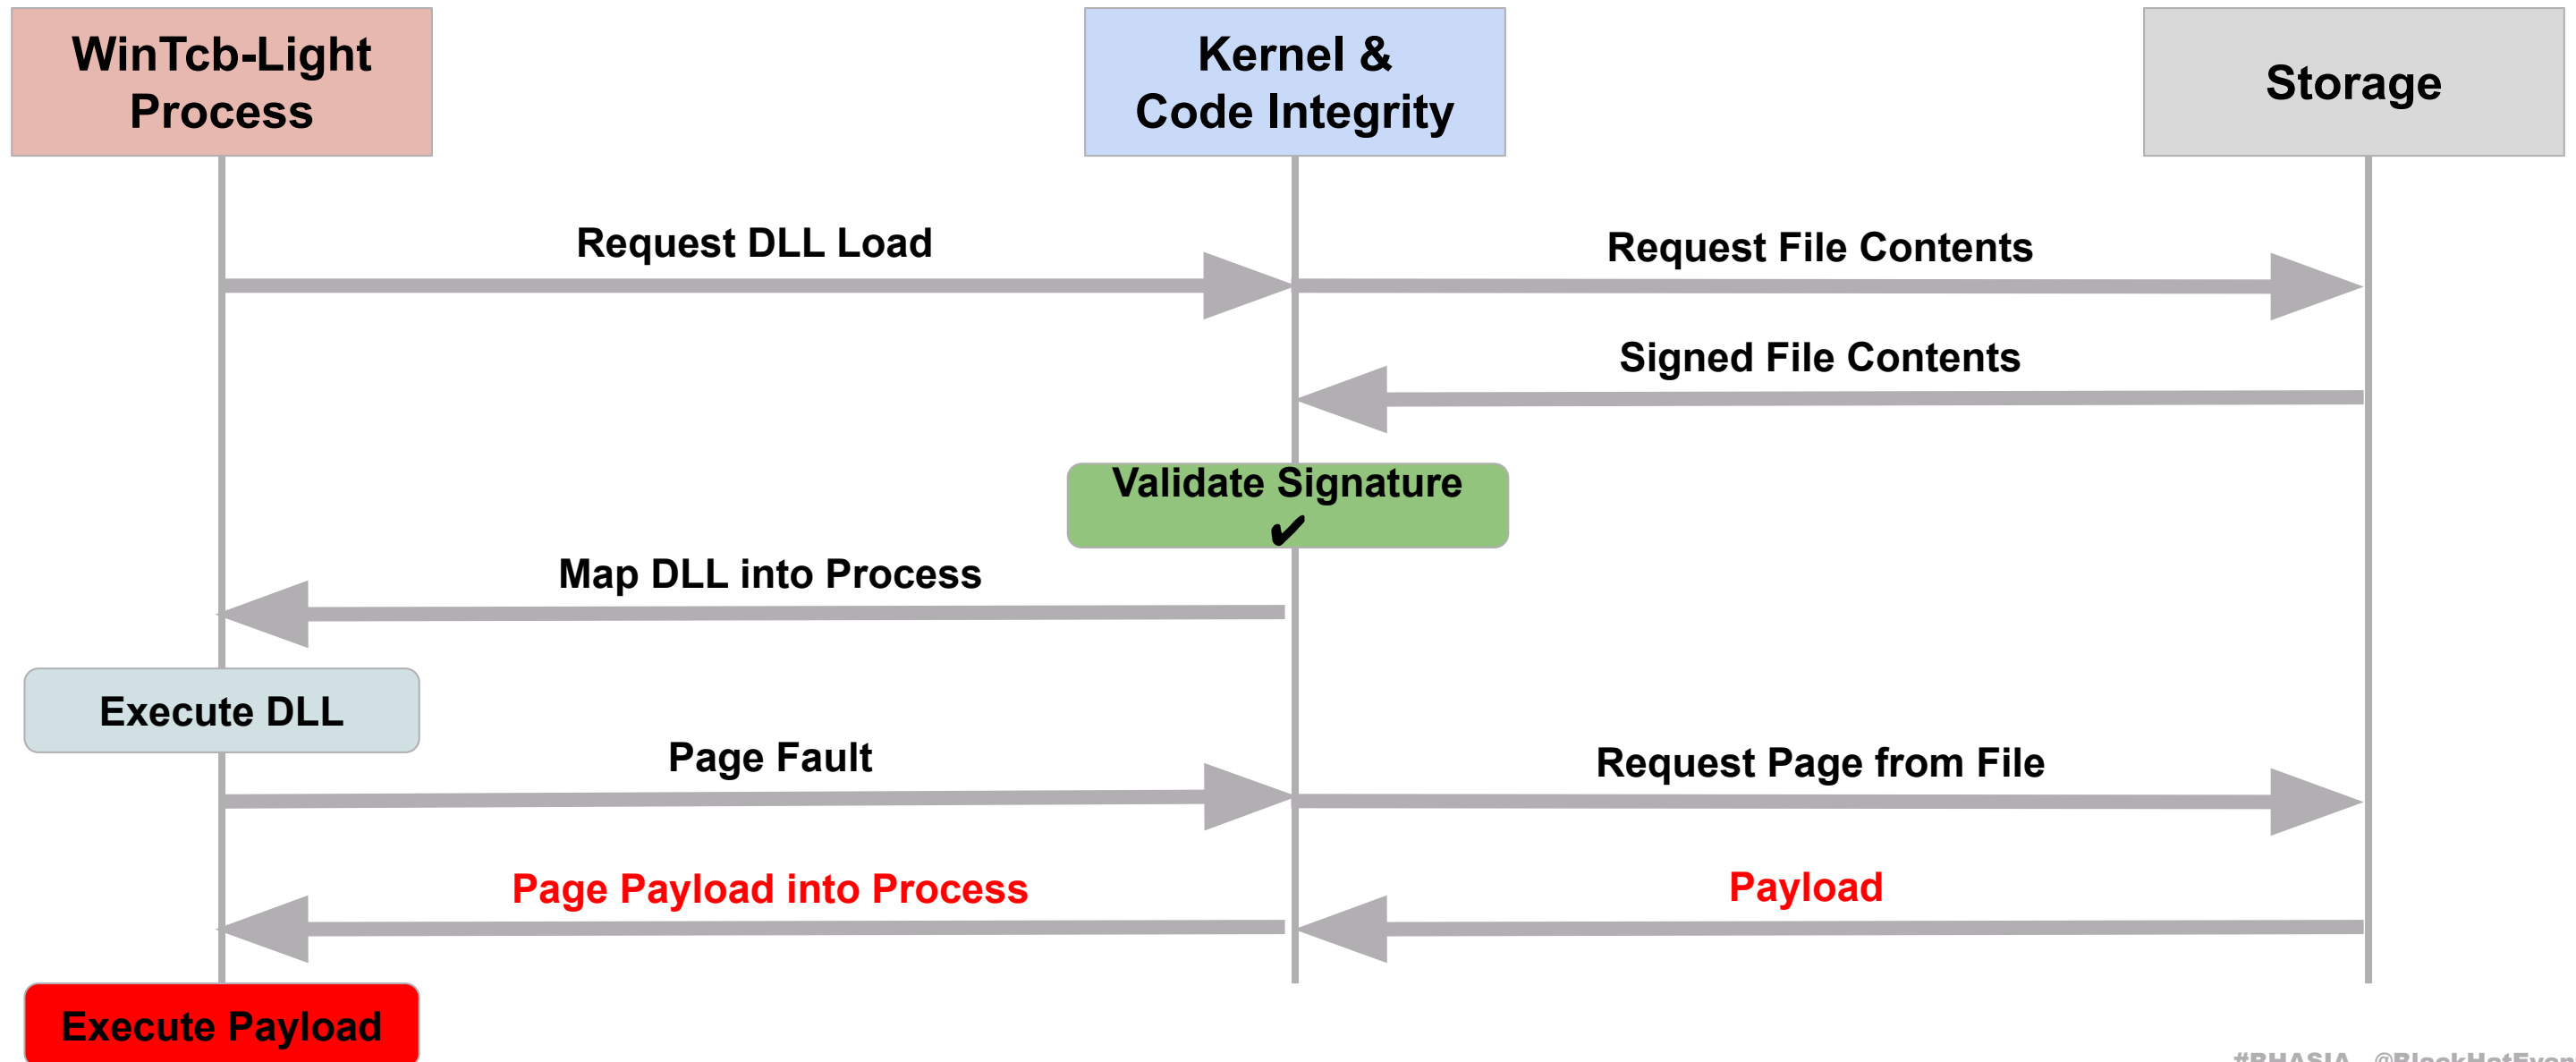 WinTcb-Light
Process
Kernel &
Code Integrity
Storage
Request DLL Load
Request File Contents
Signed File Contents
Validate Signature
✔
Map DLL into Process
Execute DLL
Page Fault
Request Page from File
Page Payload into Process
Payload
Execute Payload
#BHASIA